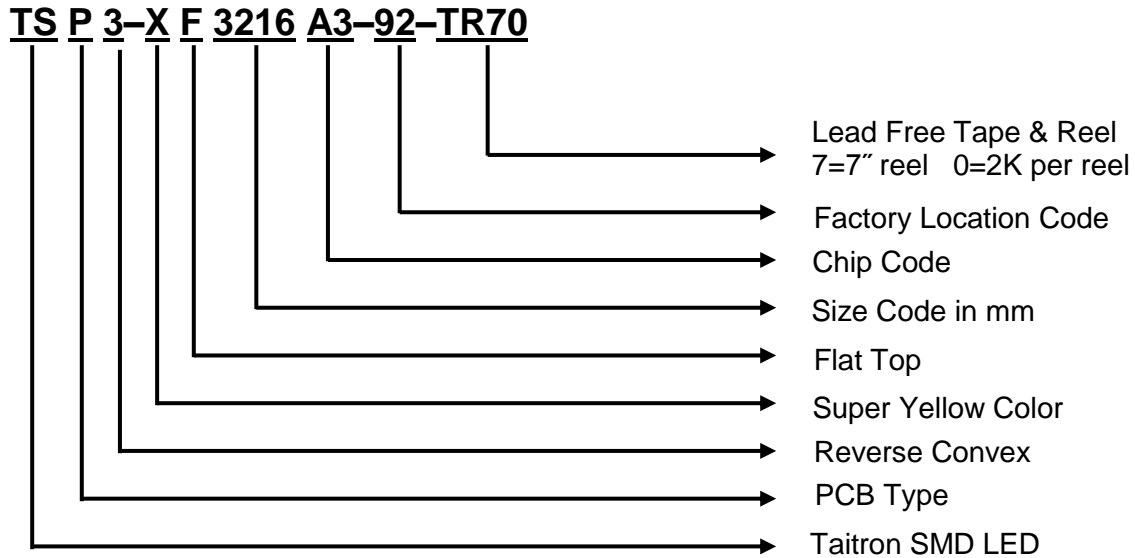 TS P 3–X F 3216 A3–92–TR70
Lead Free Tape & Reel
7=7″ reel 0=2K per reel
Factory Location Code
Chip Code
Size Code in mm
Flat Top
Super Yellow Color
Reverse Convex
PCB Type
Taitron SMD LED